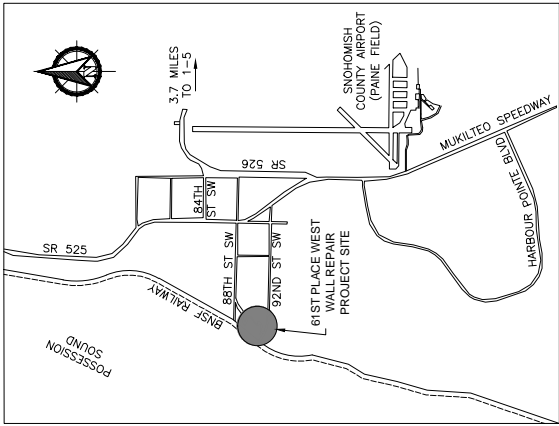 POSSESSION
SOUND
BNSF RAILWAY
SR 525
84TH
ST SW
88TH ST SW
92ND ST SW
61ST PLACE WEST
WALL REPAIR
PROJECT SITE
SR 526
3.7 MILES
TO 1-5
SNOHOMISH
COUNTY AIRPORT
(PAINE FIELD)
MUKILTEO SPEEDWAY
HARBOUR POINTE BLVD